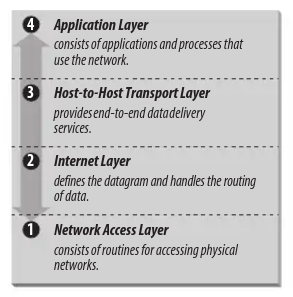 4 Application Layer
consists of applications and processes that
use the network.
3 Host-to-Host Transport Layer
provides end-to-end data delivery
services.
2 Internet Layer
defines the datagram and handles the routing
of data.
1 Network Access Layer
consists of routines for accessing physical
networks.